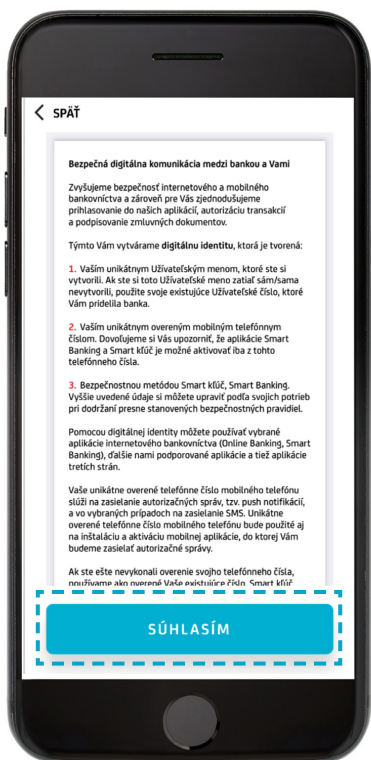 SPÄŤ
Bezpečná digitálna komunikácia medzi bankou a Vami
Zvyšujeme bezpečnosť internetového a mobilného
bankovníctva a zároveň pre Vás zjednodušujeme
prihlasovanie do našich aplikácií, autorizáciu transakcií
a podpisovanie zmluvných dokumentov.
Týmto Vám vytvárame digitálnu identitu, ktorá je tvorená:
1. Vaším unikátnym Užívateľským menom, ktoré ste si
vytvorili. Ak ste si toto Užívateľské meno zatiaľ sám/sama
nevytvorili, použite svoje existujúce Užívateľské číslo, ktoré
Vám pridelila banka.
2. Vaším unikátnym overeným mobilným telefónnym
číslom. Dovoľujeme si Vás upozorniť, že aplikácie Smart
Banking a Smart kľúč je možné aktivovať iba z tohto
telefónneho čísla.
3. Bezpečnostnou metódou Smart kľúč, Smart Banking.
Vyššie uvedené údaje si môžete upraviť podľa svojich potrieb
pri dodržaní presne stanovených bezpečnostných pravidiel.
Pomocou digitálnej identity môžete používať vybrané
aplikácie internetového bankovníctva (Online Banking, Smart
Banking), ďalšie nami podporované aplikácie a tiež aplikácie
tretích strán.
Vaše unikátne overené telefónne číslo mobilného telefónu
slúži na zasielanie autorizačných správ, tzv. push notifikácií,
a vo vybraných prípadoch na zasielanie SMS. Unikátne
overené telefónne číslo mobilného telefónu bude použité aj
na inštaláciu a aktiváciu mobilnej aplikácie, do ktorej Vám
budeme zasielať autorizačné správy.
Ak ste ešte nevykonali overenie svojho telefónneho čísla,
používame ako overené Vaše existujúce číslo. Smart kľúč
SÚHLASÍM